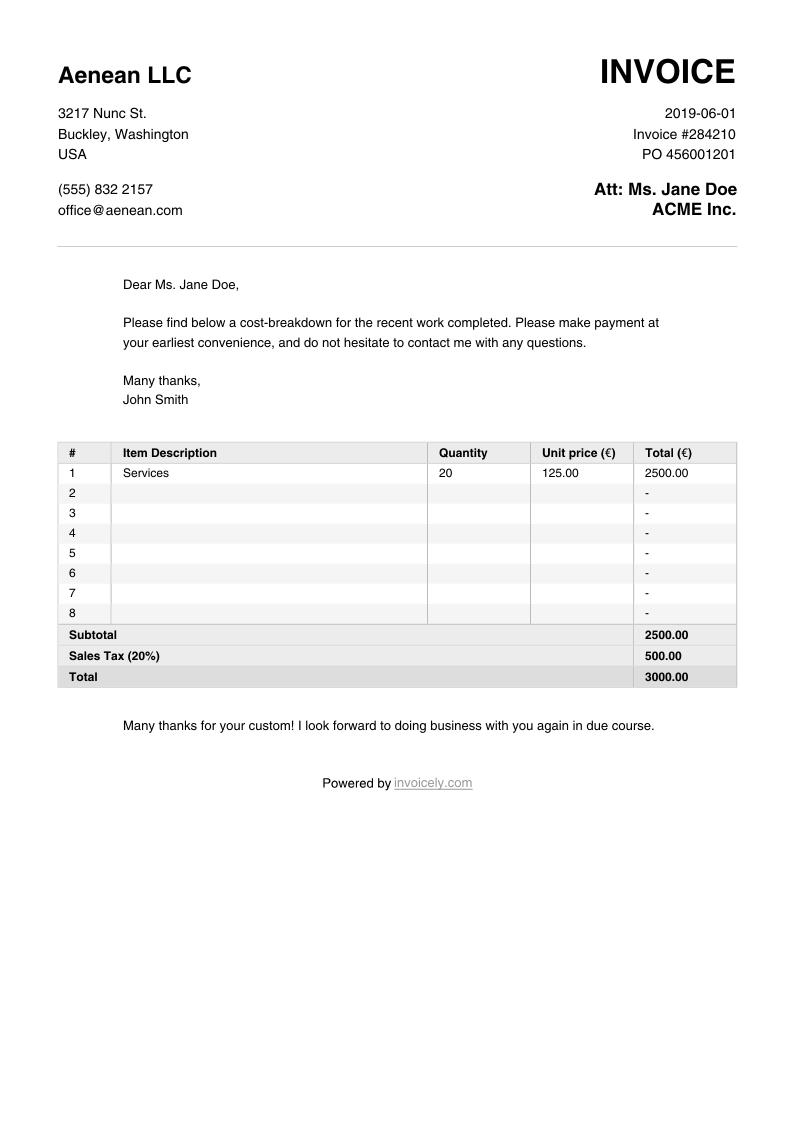 Aenean LLC
INVOICE
3217 Nunc St.
Buckley, Washington
USA
2019-06-01
Invoice #284210
PO 456001201
(555) 832 2157
office@aenean.com
Att: Ms. Jane Doe
ACME Inc.
Dear Ms. Jane Doe,
Please find below a cost-breakdown for the recent work completed. Please make payment at
your earliest convenience, and do not hesitate to contact me with any questions.
Many thanks,
John Smith
# Item Description Quantity Unit price (€) Total (€)
1 Services 20 125.00 2500.00
2 -
3 -
4 -
5 -
6 -
7 -
8 -
Subtotal 2500.00
Sales Tax (20%) 500.00
Total 3000.00
Many thanks for your custom! I look forward to doing business with you again in due course.
Powered by invoicely.com